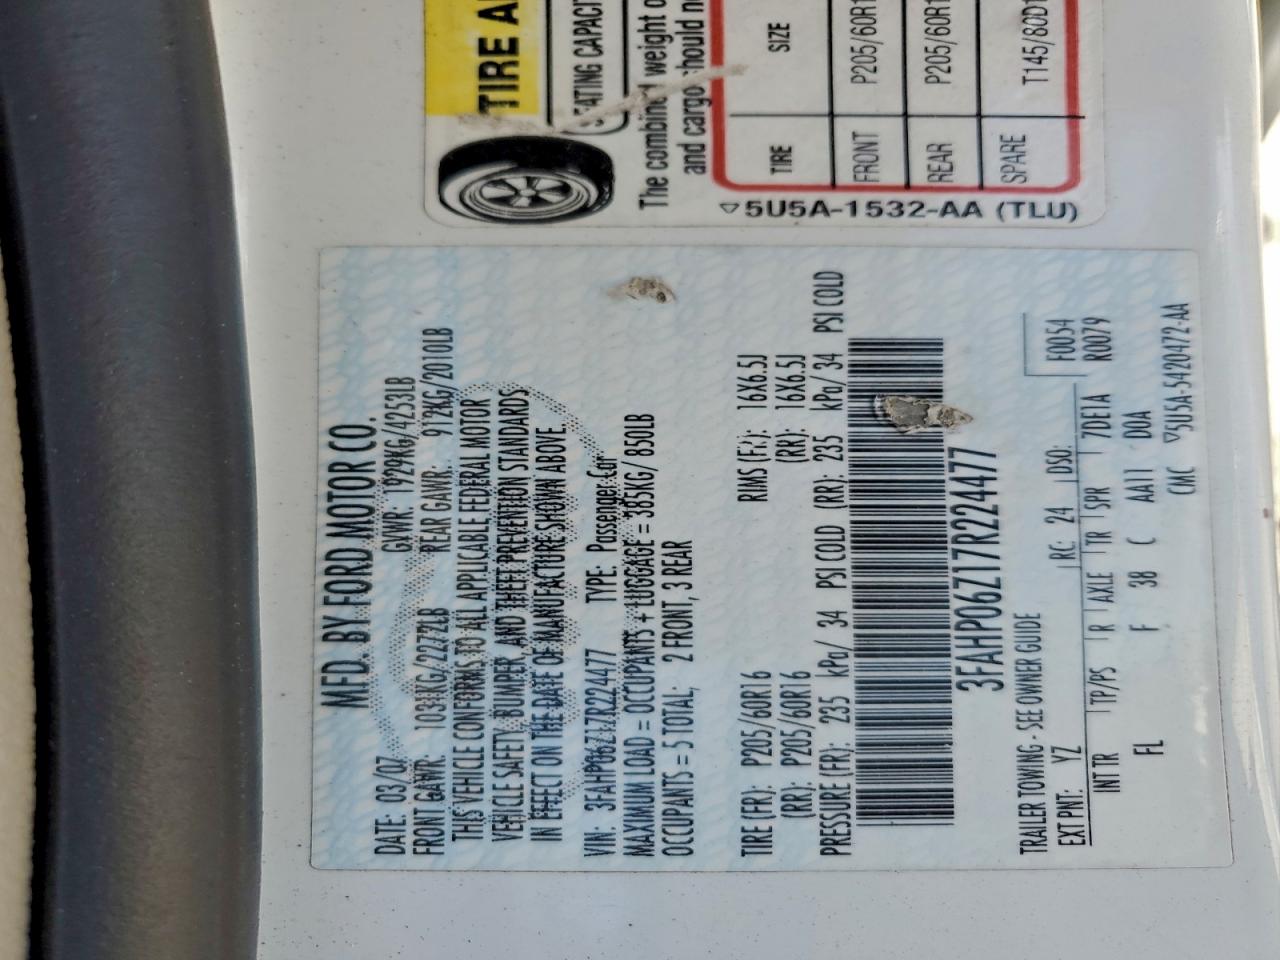 MFD. BY FORD MOTOR CO.
DATE: 03/07 GVWR: 1929KG/4253LB
FRONT GAWR: 1031KG/2272LB REAR GAWR: 912KG/2010LB
THIS VEHICLE CONFORMS TO ALL APPLICABLE FEDERAL MOTOR
VEHICLE SAFETY, BUMPER, AND THEFT PREVENTION STANDARDS
IN EFFECT ON THE DATE OF MANUFACTURE SHOWN ABOVE.
VIN: 3FAHP06Z17R224477 TYPE: Passenger Car
MAXIMUM LOAD = OCCUPANTS + LUGGAGE = 385KG/ 850LB
OCCUPANTS = 5 TOTAL; 2 FRONT, 3 REAR
TIRE (FR): P205/60R16 RIMS (Fr): 16X6.5J
(RR): P205/60R16 (RR): 16X6.5J
PRESSURE (FR): 235 kPa/ 34 PSI COLD (RR): 235 kPa/ 34 PSI COLD
3FAHP06Z17R224477
TRAILER TOWING - SEE OWNER GUIDE
F0054
EXT PNT: YZ RC: 24 DSO: R0079
INT TR TP/PS R AXLE TR SPR 7DETA
FL F 38 C AA11 DOA
CMC ▽5U5A-5420472-AA
TIRE A
SEATING CAPACI
The combined weight o
and cargo should n
TIRE SIZE
FRONT P205/60R1
REAR P205/60R1
SPARE T145/80D1
▽5U5A-1532-AA (TLU)